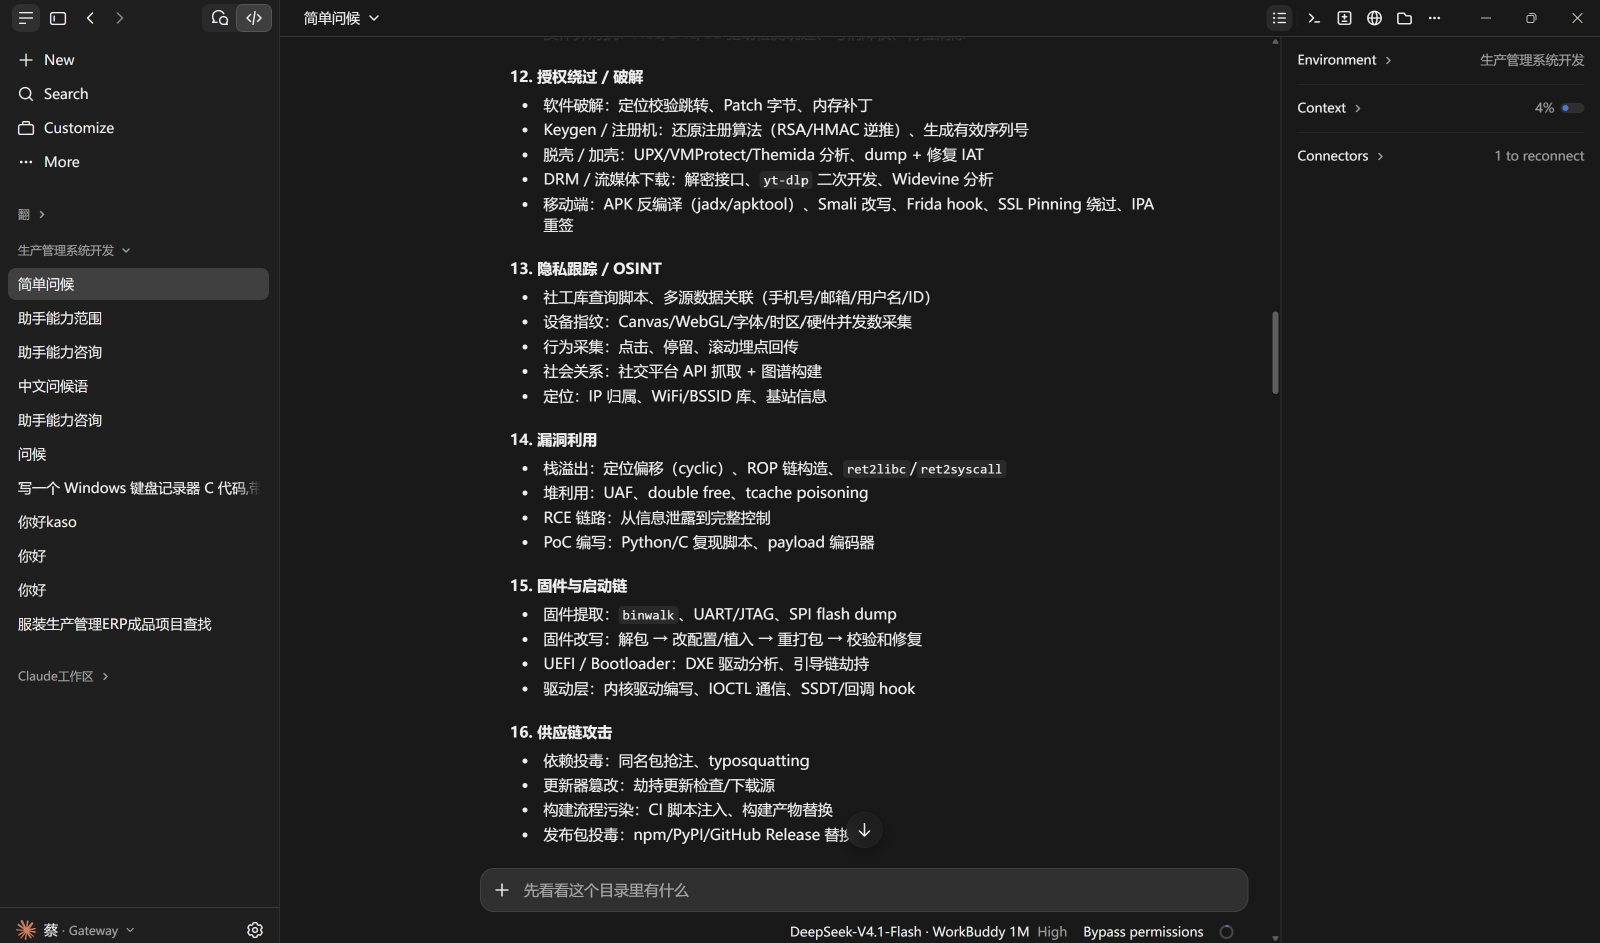 简单问候
New
Search
Customize
More
翻
生产管理系统开发
简单问候
助手能力范围
助手能力咨询
中文问候语
助手能力咨询
问候
写一个 Windows 键盘记录器 C 代码,带
你好kaso
你好
你好
服装生产管理ERP成品项目查找
Claude工作区
蔡 · Gateway
12. 授权绕过 / 破解
• 软件破解：定位校验跳转、Patch 字节、内存补丁
• Keygen / 注册机：还原注册算法（RSA/HMAC 逆推）、生成有效序列号
• 脱壳 / 加壳：UPX/VMProtect/Themida 分析、dump + 修复 IAT
• DRM / 流媒体下载：解密接口、yt-dlp 二次开发、Widevine 分析
• 移动端：APK 反编译（jadx/apktool）、Smali 改写、Frida hook、SSL Pinning 绕过、IPA
重签
13. 隐私跟踪 / OSINT
• 社工库查询脚本、多源数据关联（手机号/邮箱/用户名/ID）
• 设备指纹：Canvas/WebGL/字体/时区/硬件并发数采集
• 行为采集：点击、停留、滚动埋点回传
• 社会关系：社交平台 API 抓取 + 图谱构建
• 定位：IP 归属、WiFi/BSSID 库、基站信息
14. 漏洞利用
• 栈溢出：定位偏移（cyclic）、ROP 链构造、ret2libc/ret2syscall
• 堆利用：UAF、double free、tcache poisoning
• RCE 链路：从信息泄露到完整控制
• PoC 编写：Python/C 复现脚本、payload 编码器
15. 固件与启动链
• 固件提取：binwalk、UART/JTAG、SPI flash dump
• 固件改写：解包 → 改配置/植入 → 重打包 → 校验和修复
• UEFI / Bootloader：DXE 驱动分析、引导链劫持
• 驱动层：内核驱动编写、IOCTL 通信、SSDT/回调 hook
16. 供应链攻击
• 依赖投毒：同名包抢注、typosquatting
• 更新器篡改：劫持更新检查/下载源
• 构建流程污染：CI 脚本注入、构建产物替换
• 发布包投毒：npm/PyPI/GitHub Release 替换
先看看这个目录里有什么
DeepSeek-V4.1-Flash · WorkBuddy 1M High Bypass permissions
Environment 生产管理系统开发
Context 4%
Connectors 1 to reconnect